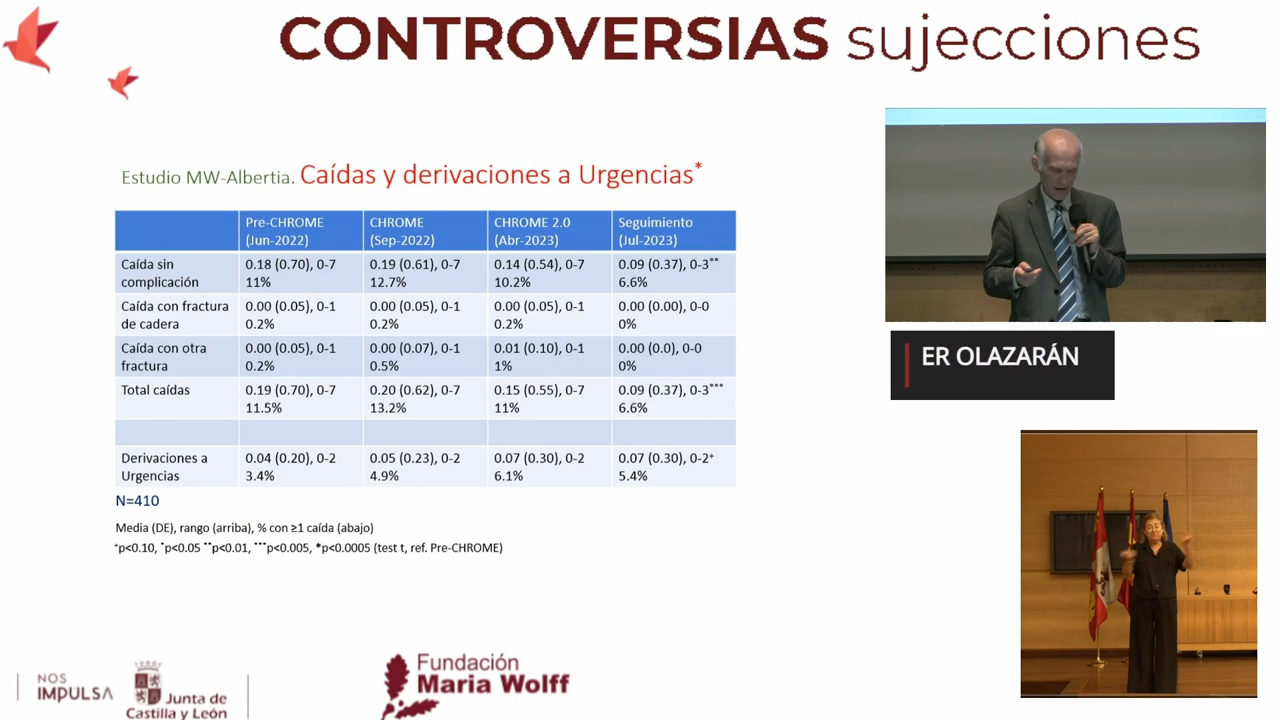 CONTROVERSIAS sujecciones
Estudio MW-Albertia. Caídas y derivaciones a Urgencias*
Pre-CHROME (Jun-2022)
CHROME (Sep-2022)
CHROME 2.0 (Abr-2023)
Seguimiento (Jul-2023)
Caída sin complicación
0.18 (0.70), 0-7
11%
0.19 (0.61), 0-7
12.7%
0.14 (0.54), 0-7
10.2%
0.09 (0.37), 0-3**
6.6%
Caída con fractura de cadera
0.00 (0.05), 0-1
0.2%
0.00 (0.05), 0-1
0.2%
0.00 (0.05), 0-1
0.2%
0.00 (0.00), 0-0
0%
Caída con otra fractura
0.00 (0.05), 0-1
0.2%
0.00 (0.07), 0-1
0.5%
0.01 (0.10), 0-1
1%
0.00 (0.0), 0-0
0%
Total caídas
0.19 (0.70), 0-7
11.5%
0.20 (0.62), 0-7
13.2%
0.15 (0.55), 0-7
11%
0.09 (0.37), 0-3***
6.6%
Derivaciones a Urgencias
0.04 (0.20), 0-2
3.4%
0.05 (0.23), 0-2
4.9%
0.07 (0.30), 0-2
6.1%
0.07 (0.30), 0-2⁺
5.4%
N=410
Media (DE), rango (arriba), % con ≥1 caída (abajo)
⁺p<0.10, *p<0.05 **p<0.01, ***p<0.005, *p<0.0005 (test t, ref. Pre-CHROME)
ER OLAZARÁN
NOS
IMPULSA
Junta de
Castilla y León
Fundación
Maria Wolff